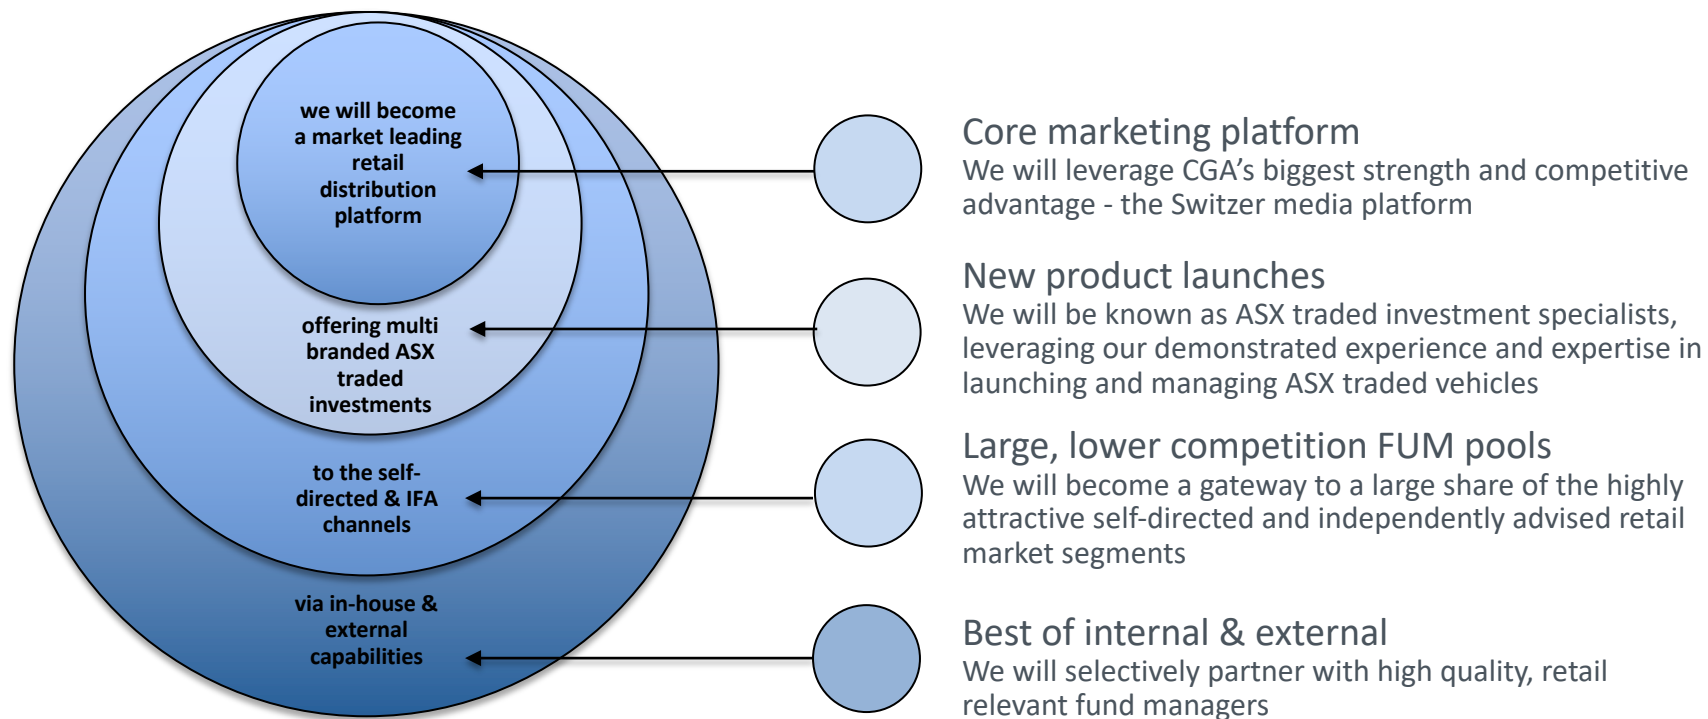 we will become
a market leading
retail
distribution
platform
offering multi
branded ASX
traded
investments
to the self-
directed & IFA
channels
via in-house &
external
capabilities
Core marketing platform
We will leverage CGA’s biggest strength and competitive
advantage - the Switzer media platform
New product launches
We will be known as ASX traded investment specialists,
leveraging our demonstrated experience and expertise in
launching and managing ASX traded vehicles
Large, lower competition FUM pools
We will become a gateway to a large share of the highly
attractive self-directed and independently advised retail
market segments
Best of internal & external
We will selectively partner with high quality, retail
relevant fund managers